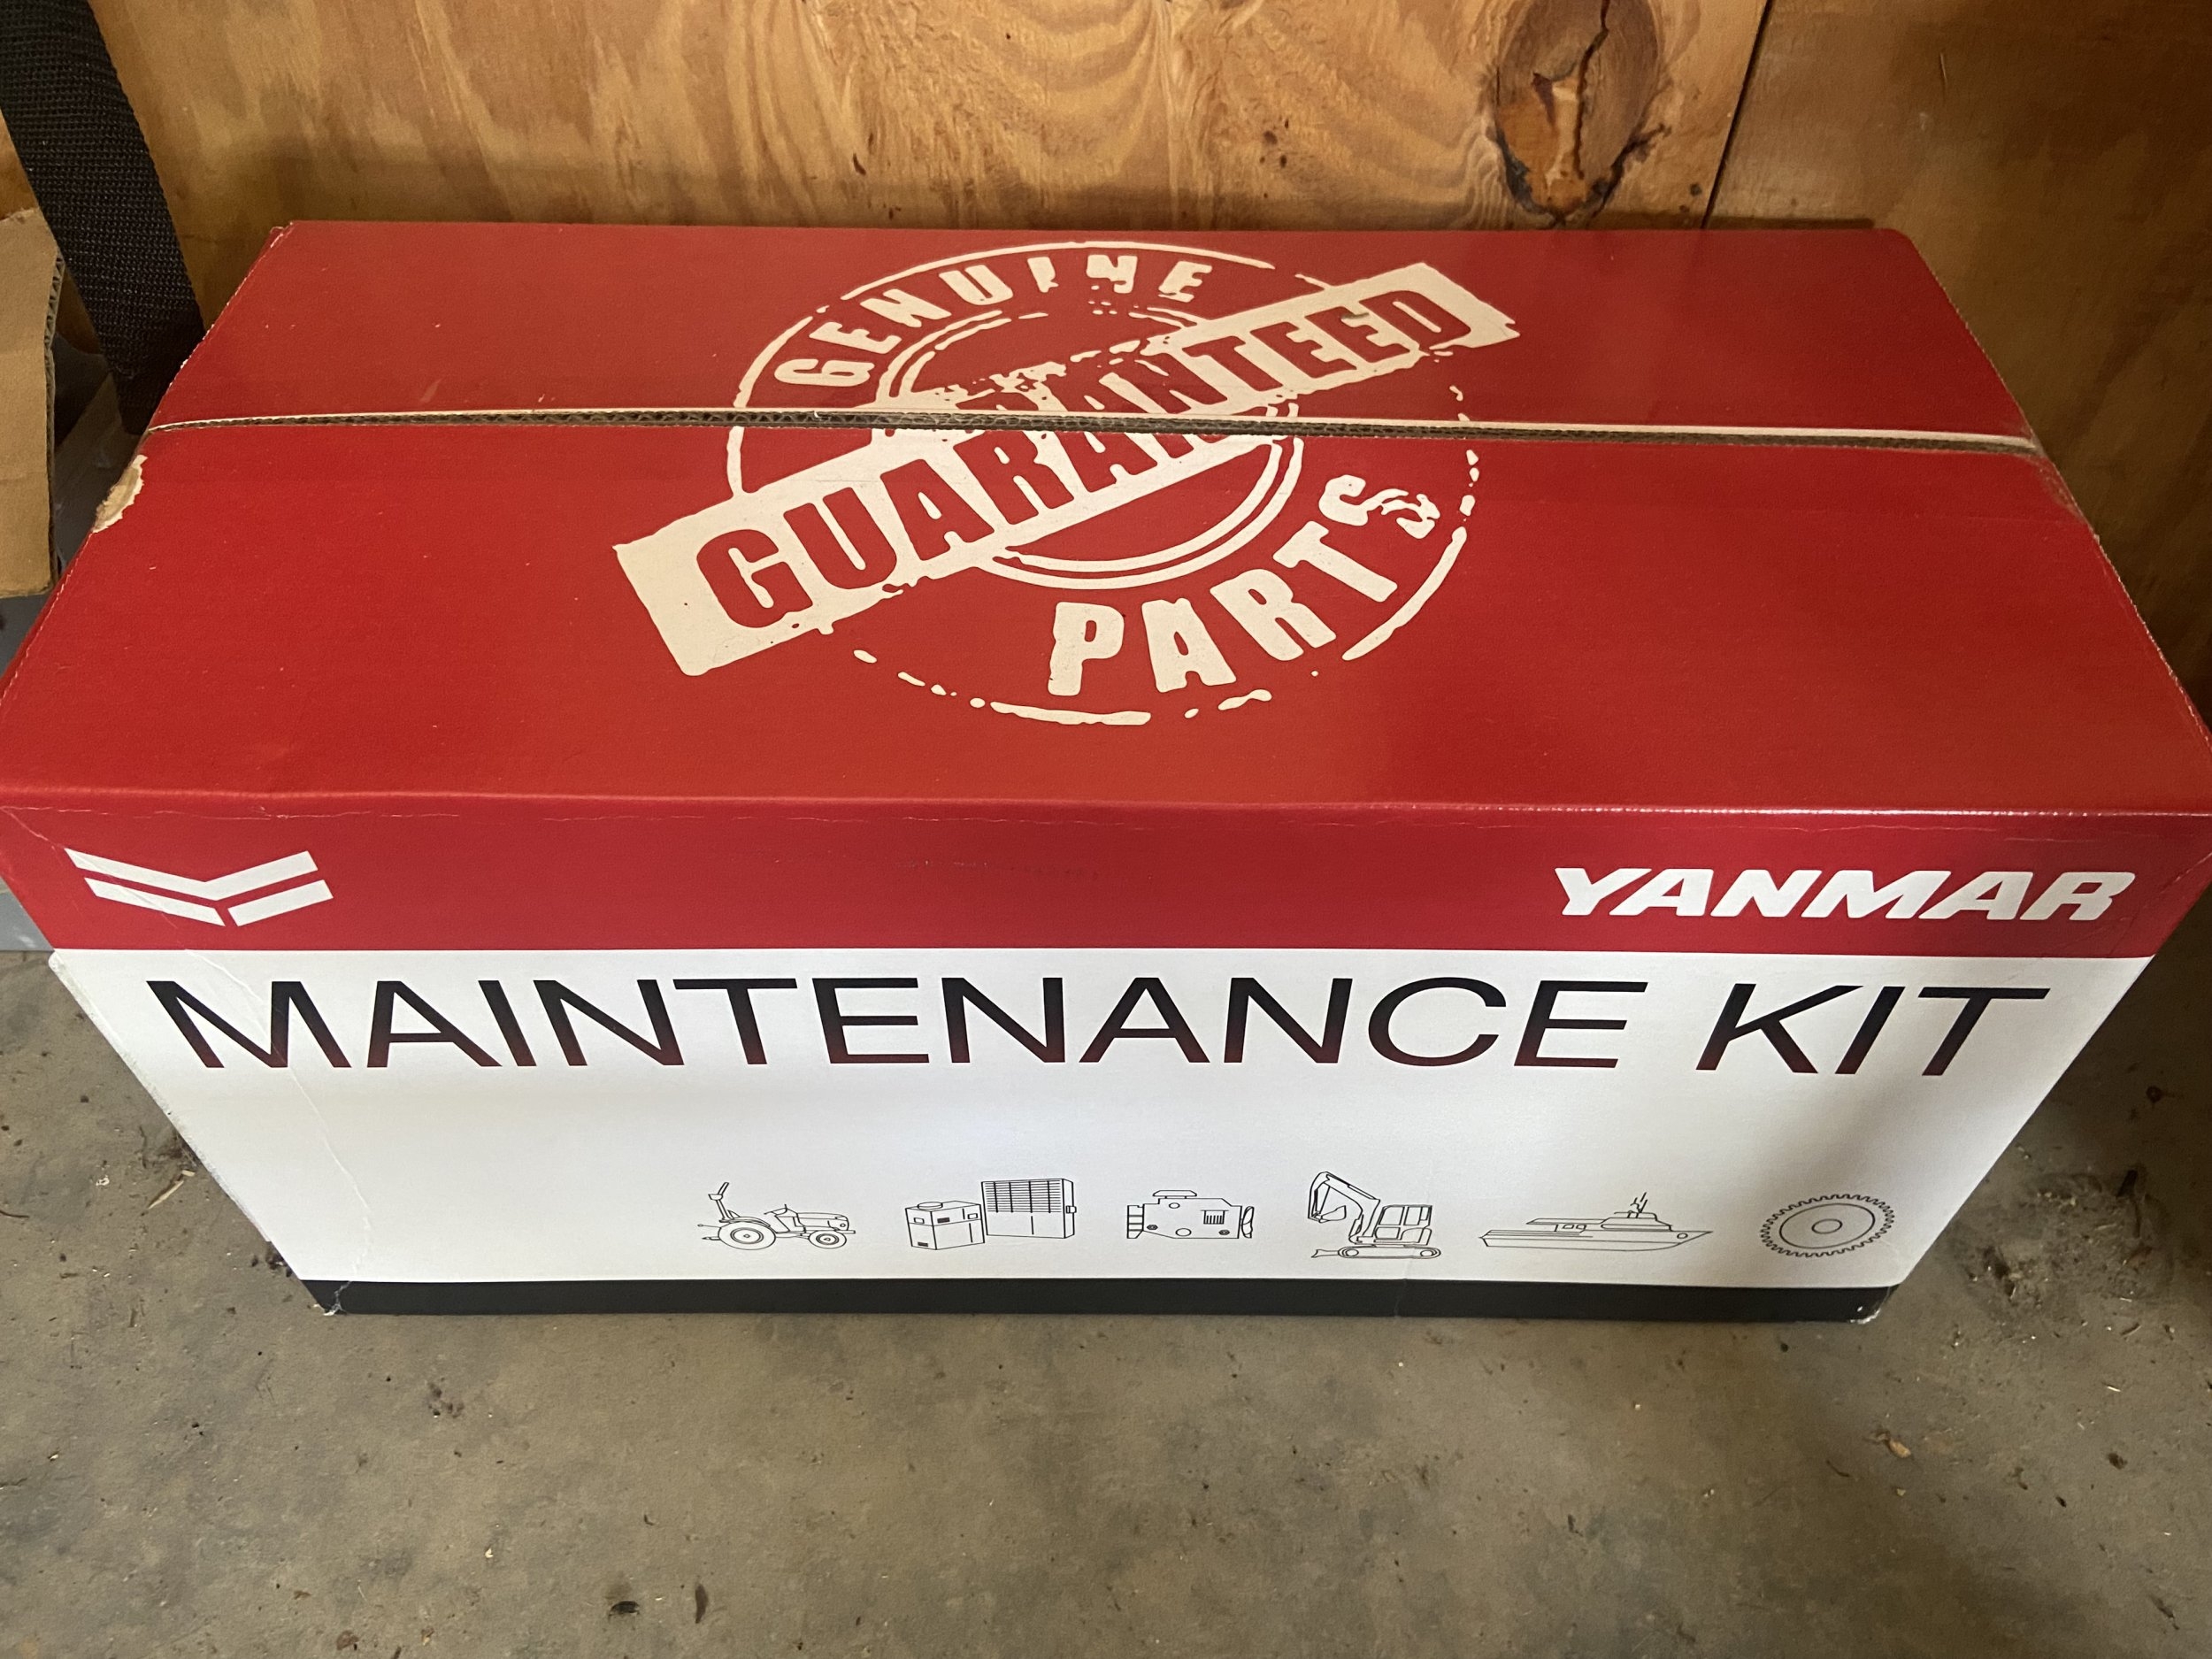 GENUINE
GUARANTEED
PARTS
YANMAR
MAINTENANCE KIT